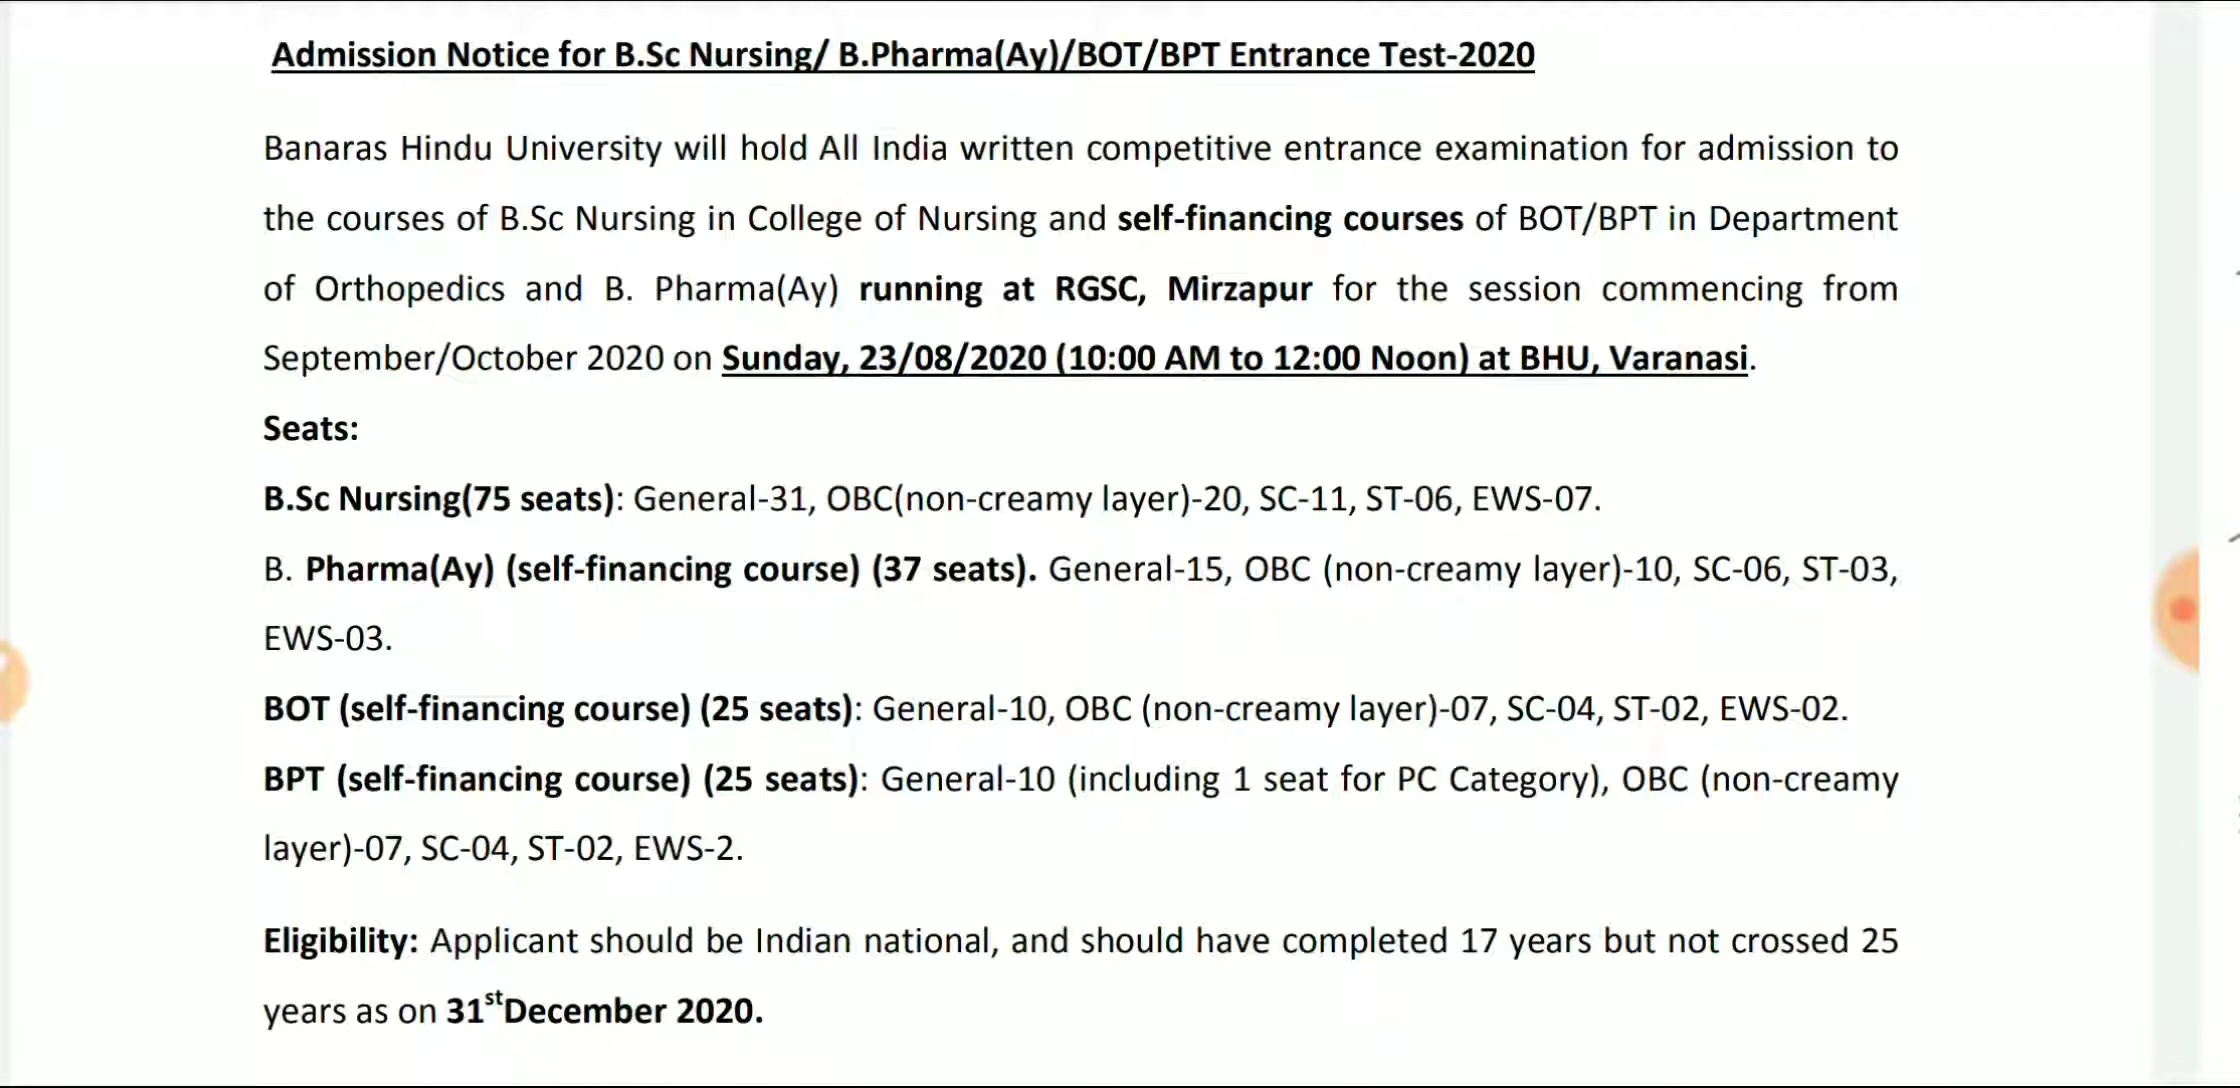 Admission Notice for B.Sc Nursing/ B.Pharma(Ay)/BOT/BPT Entrance Test-2020
Banaras Hindu University will hold All India written competitive entrance examination for admission to
the courses of B.Sc Nursing in College of Nursing and self-financing courses of BOT/BPT in Department
of Orthopedics and B. Pharma(Ay) running at RGSC, Mirzapur for the session commencing from
September/October 2020 on Sunday, 23/08/2020 (10:00 AM to 12:00 Noon) at BHU, Varanasi.
Seats:
B.Sc Nursing(75 seats): General-31, OBC(non-creamy layer)-20, SC-11, ST-06, EWS-07.
B. Pharma(Ay) (self-financing course) (37 seats). General-15, OBC (non-creamy layer)-10, SC-06, ST-03,
EWS-03.
BOT (self-financing course) (25 seats): General-10, OBC (non-creamy layer)-07, SC-04, ST-02, EWS-02.
BPT (self-financing course) (25 seats): General-10 (including 1 seat for PC Category), OBC (non-creamy
layer)-07, SC-04, ST-02, EWS-2.
Eligibility: Applicant should be Indian national, and should have completed 17 years but not crossed 25
years as on 31stDecember 2020.